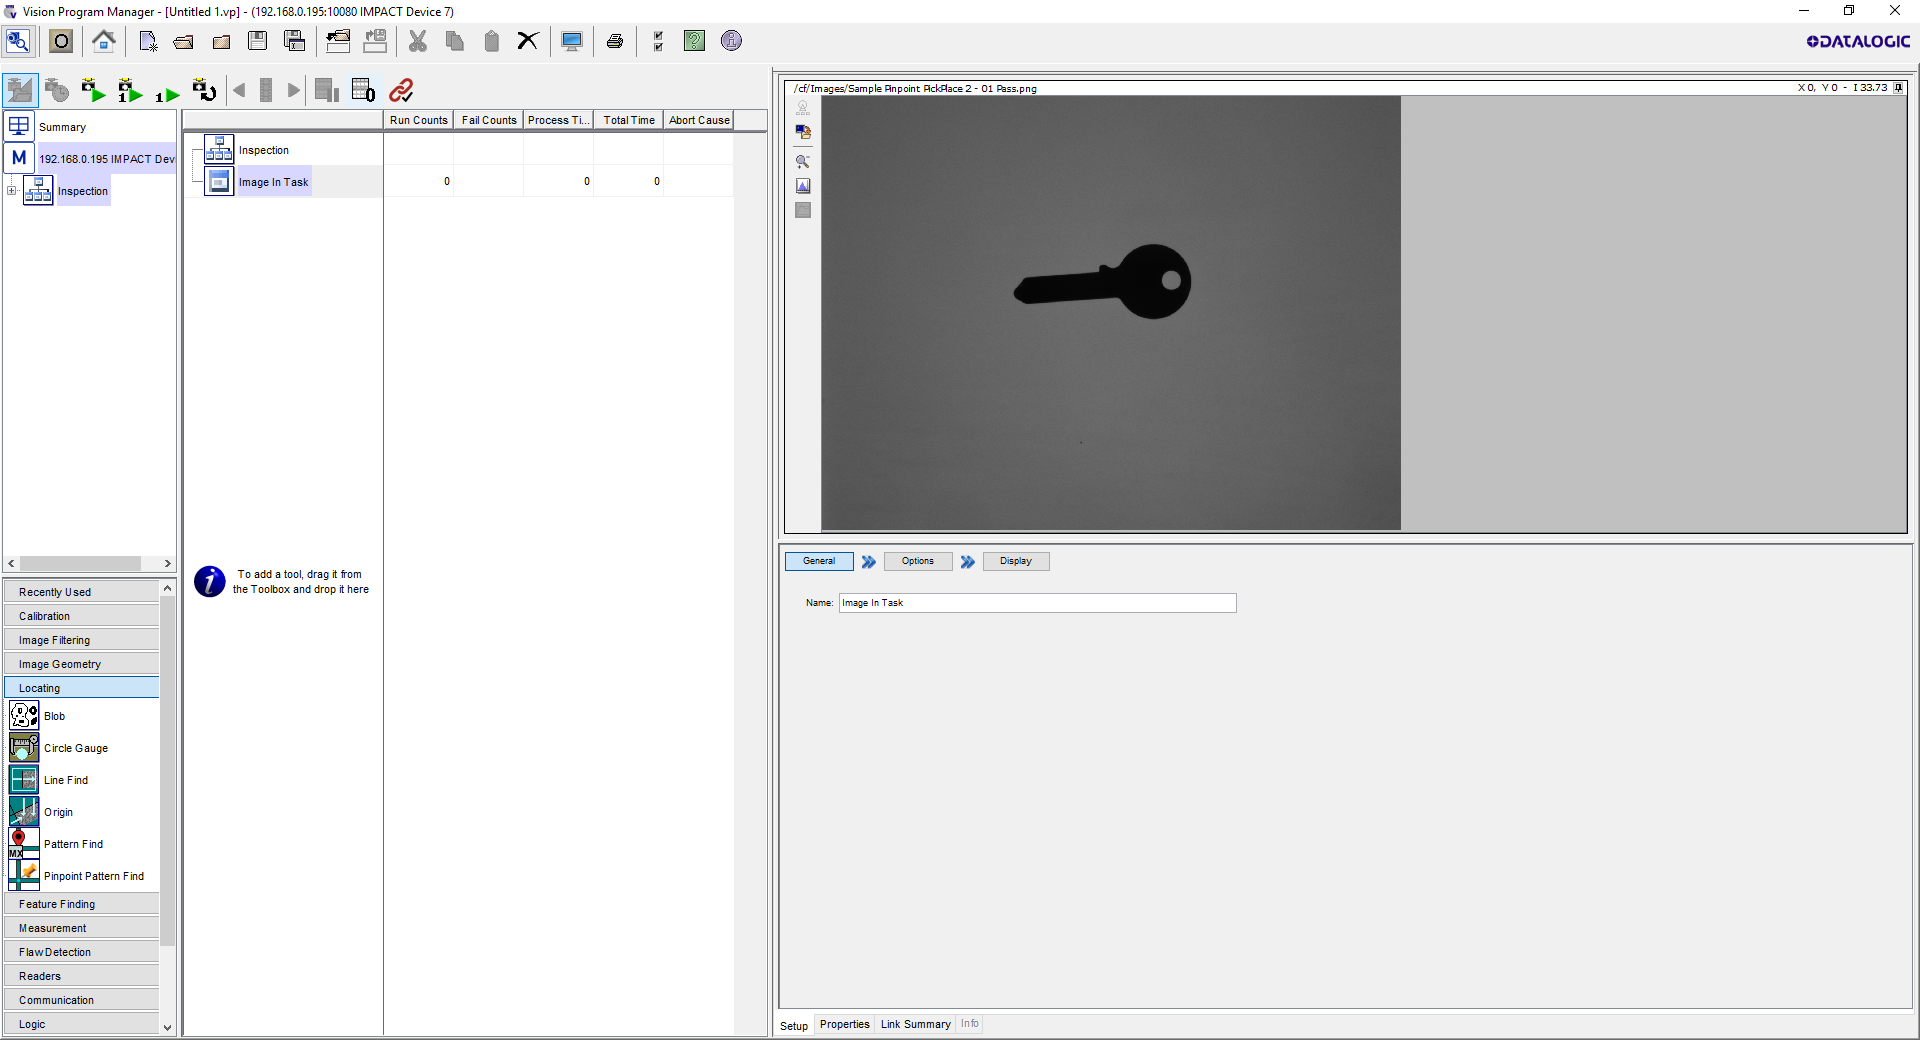 Vision Program Manager - [Untitled 1.vp] - (192.168.0.195:10080 IMPACT Device 7)
O
DATALOGIC
1
1
0
Summary
M
192.168.0.195 IMPACT Dev
Inspection
Run Counts
Fail Counts
Process Ti...
Total Time
Abort Cause
Inspection
Image In Task
0
0
0
To add a tool, drag it from
the Toolbox and drop it here
Recently Used
Calibration
Image Filtering
Image Geometry
Locating
Blob
Circle Gauge
Line Find
Origin
MX
Pattern Find
Pinpoint Pattern Find
Feature Finding
Measurement
Flaw Detection
Readers
Communication
Logic
/cf/Images/Sample Pinpoint PickPlace 2 - 01 Pass.png
X 0, Y 0 - I 33.73
General
Options
Display
Name:
Image In Task
Setup
Properties
Link Summary
Info